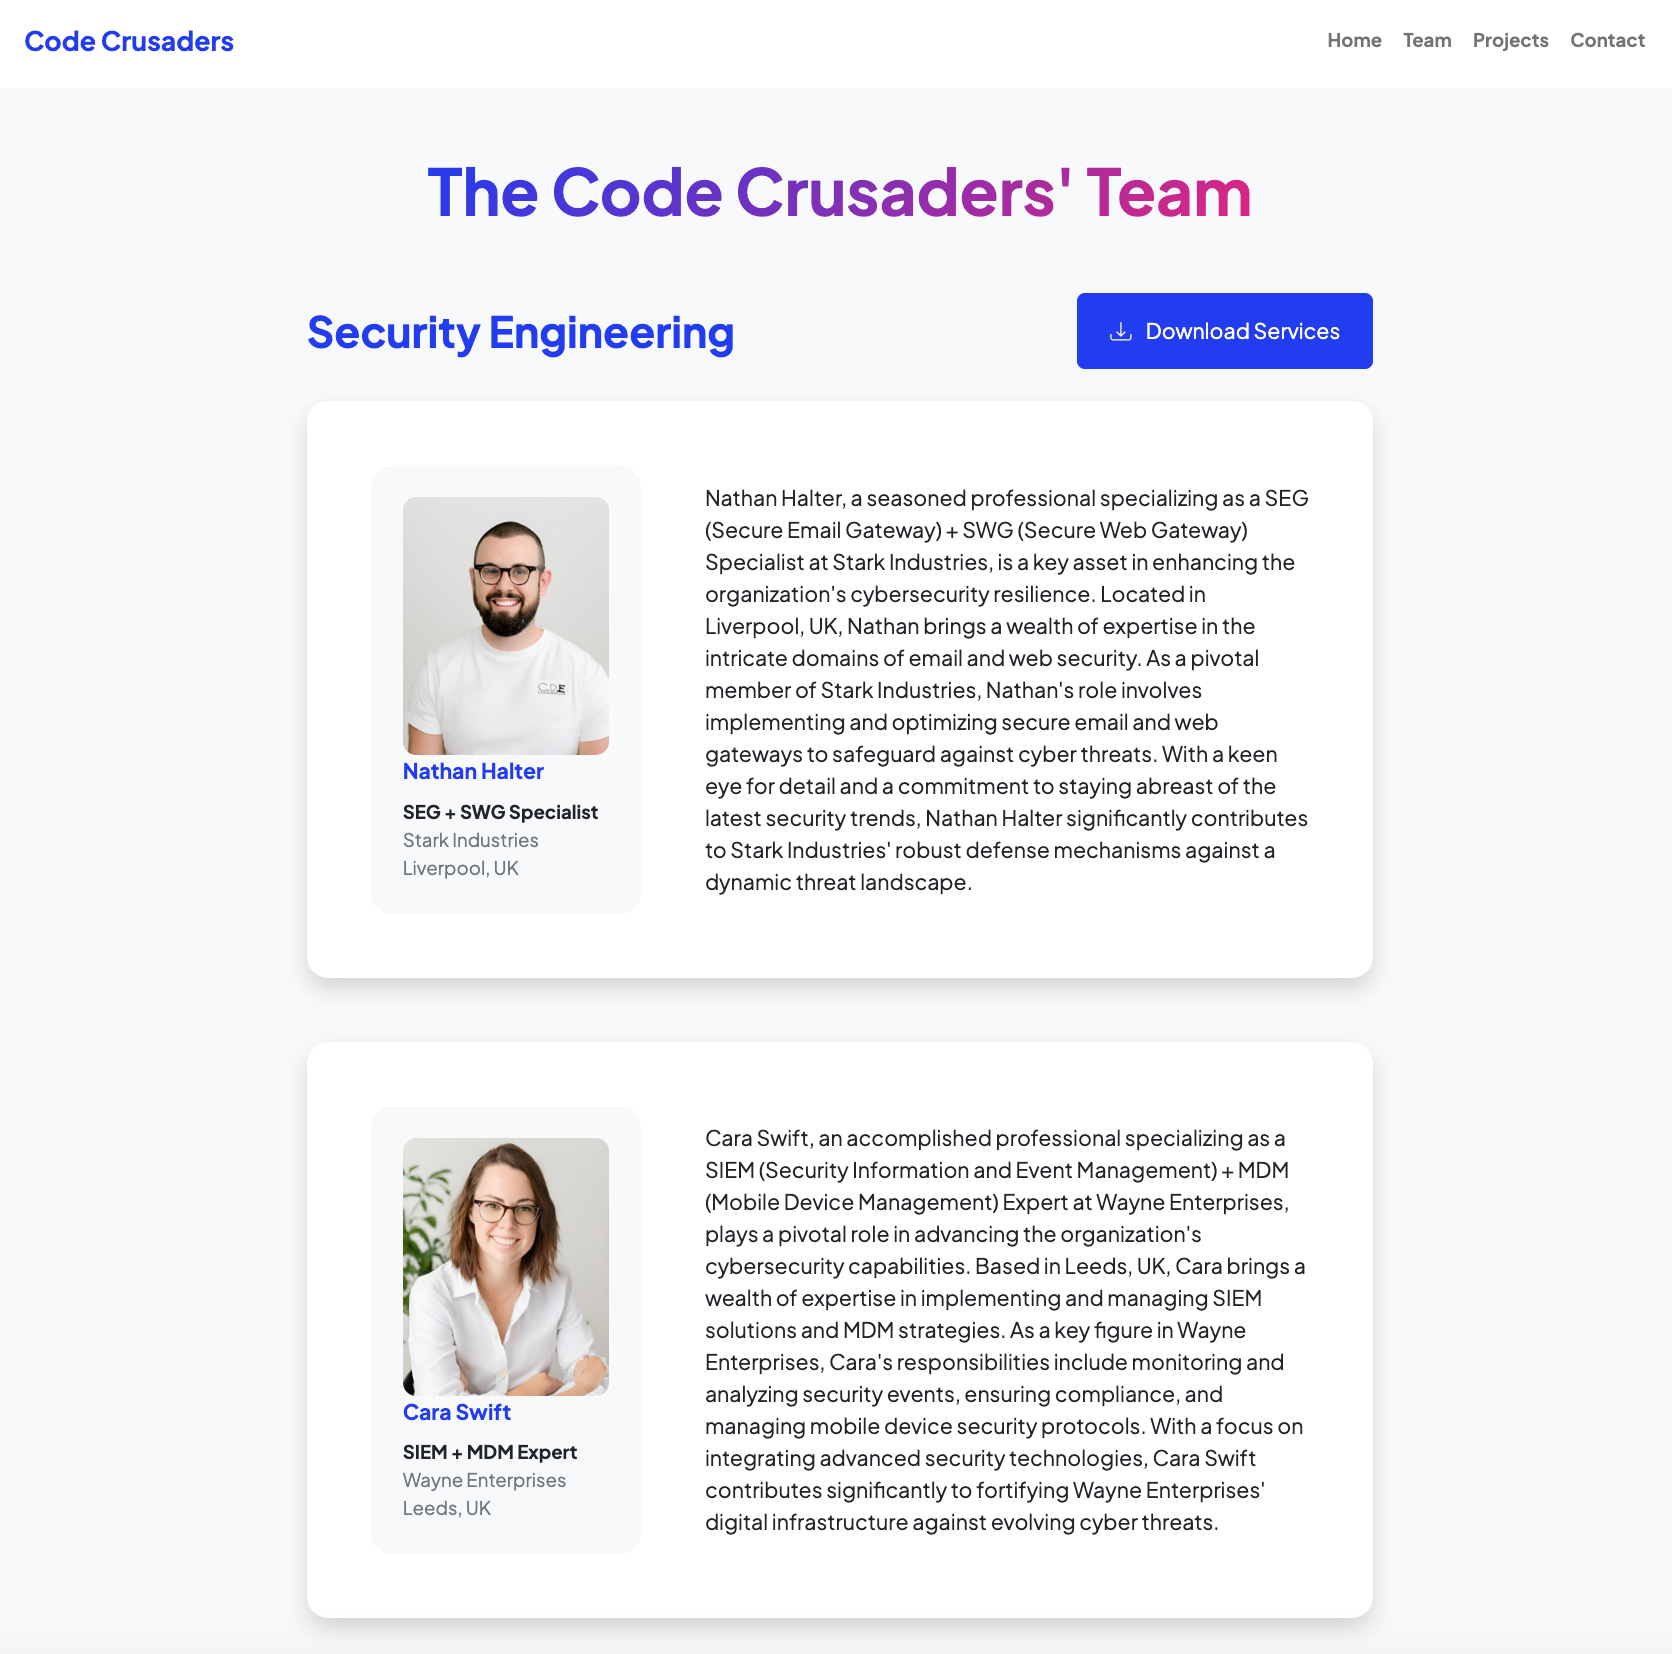 Code Crusaders
Home Team Projects Contact
The Code Crusaders' Team
Security Engineering
Download Services
CDE
Nathan Halter
SEG + SWG Specialist
Stark Industries
Liverpool, UK
Nathan Halter, a seasoned professional specializing as a SEG
(Secure Email Gateway) + SWG (Secure Web Gateway)
Specialist at Stark Industries, is a key asset in enhancing the
organization's cybersecurity resilience. Located in
Liverpool, UK, Nathan brings a wealth of expertise in the
intricate domains of email and web security. As a pivotal
member of Stark Industries, Nathan's role involves
implementing and optimizing secure email and web
gateways to safeguard against cyber threats. With a keen
eye for detail and a commitment to staying abreast of the
latest security trends, Nathan Halter significantly contributes
to Stark Industries' robust defense mechanisms against a
dynamic threat landscape.
Cara Swift
SIEM + MDM Expert
Wayne Enterprises
Leeds, UK
Cara Swift, an accomplished professional specializing as a
SIEM (Security Information and Event Management) + MDM
(Mobile Device Management) Expert at Wayne Enterprises,
plays a pivotal role in advancing the organization's
cybersecurity capabilities. Based in Leeds, UK, Cara brings a
wealth of expertise in implementing and managing SIEM
solutions and MDM strategies. As a key figure in Wayne
Enterprises, Cara's responsibilities include monitoring and
analyzing security events, ensuring compliance, and
managing mobile device security protocols. With a focus on
integrating advanced security technologies, Cara Swift
contributes significantly to fortifying Wayne Enterprises'
digital infrastructure against evolving cyber threats.